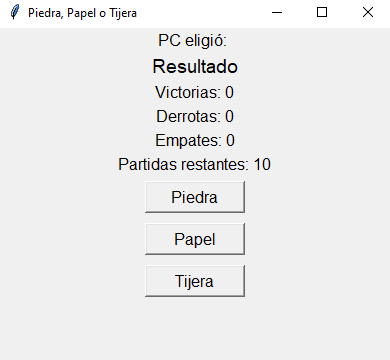 Piedra, Papel o Tijera
PC eligió:
Resultado
Victorias: 0
Derrotas: 0
Empates: 0
Partidas restantes: 10
Piedra
Papel
Tijera